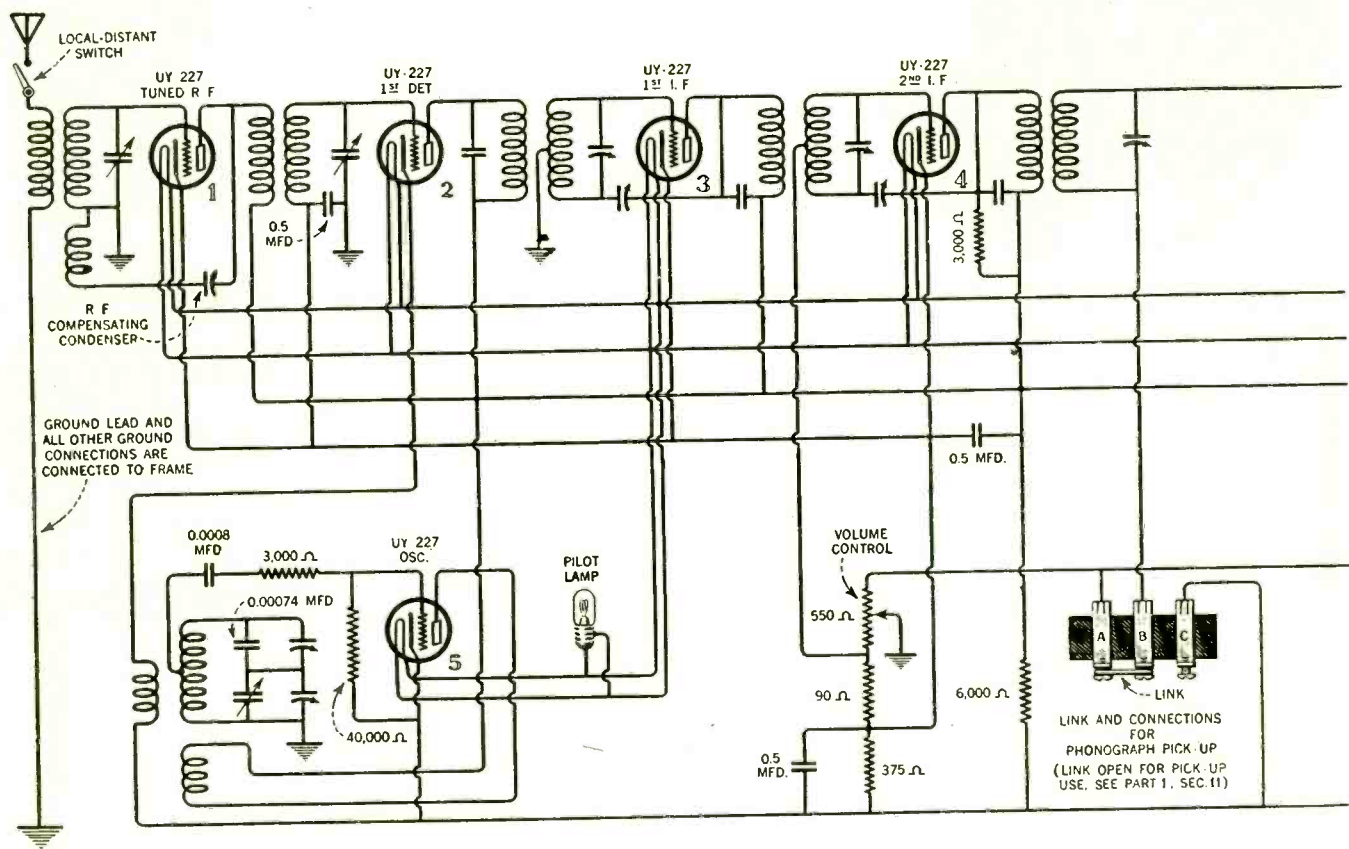 LOCAL-DISTANT
SWITCH
UY 227
TUNED R F
UY-227
1ST DET
UY-227
1ST I. F
UY-227
2ND I. F
1
2
3
4
0.5
MFD
3,000 Ω
R F
COMPENSATING
CONDENSER
GROUND LEAD AND
ALL OTHER GROUND
CONNECTIONS ARE
CONNECTED TO FRAME
0.5 MFD.
0.0008
MFD
3,000 Ω
UY 227
OSC.
PILOT
LAMP
VOLUME
CONTROL
0.00074 MFD
550 Ω
A
B
C
5
LINK
90 Ω
6,000 Ω
40,000 Ω
LINK AND CONNECTIONS
FOR
PHONOGRAPH PICK-UP
(LINK OPEN FOR PICK-UP
USE, SEE PART 1, SEC. 11)
0.5
MFD.
375 Ω